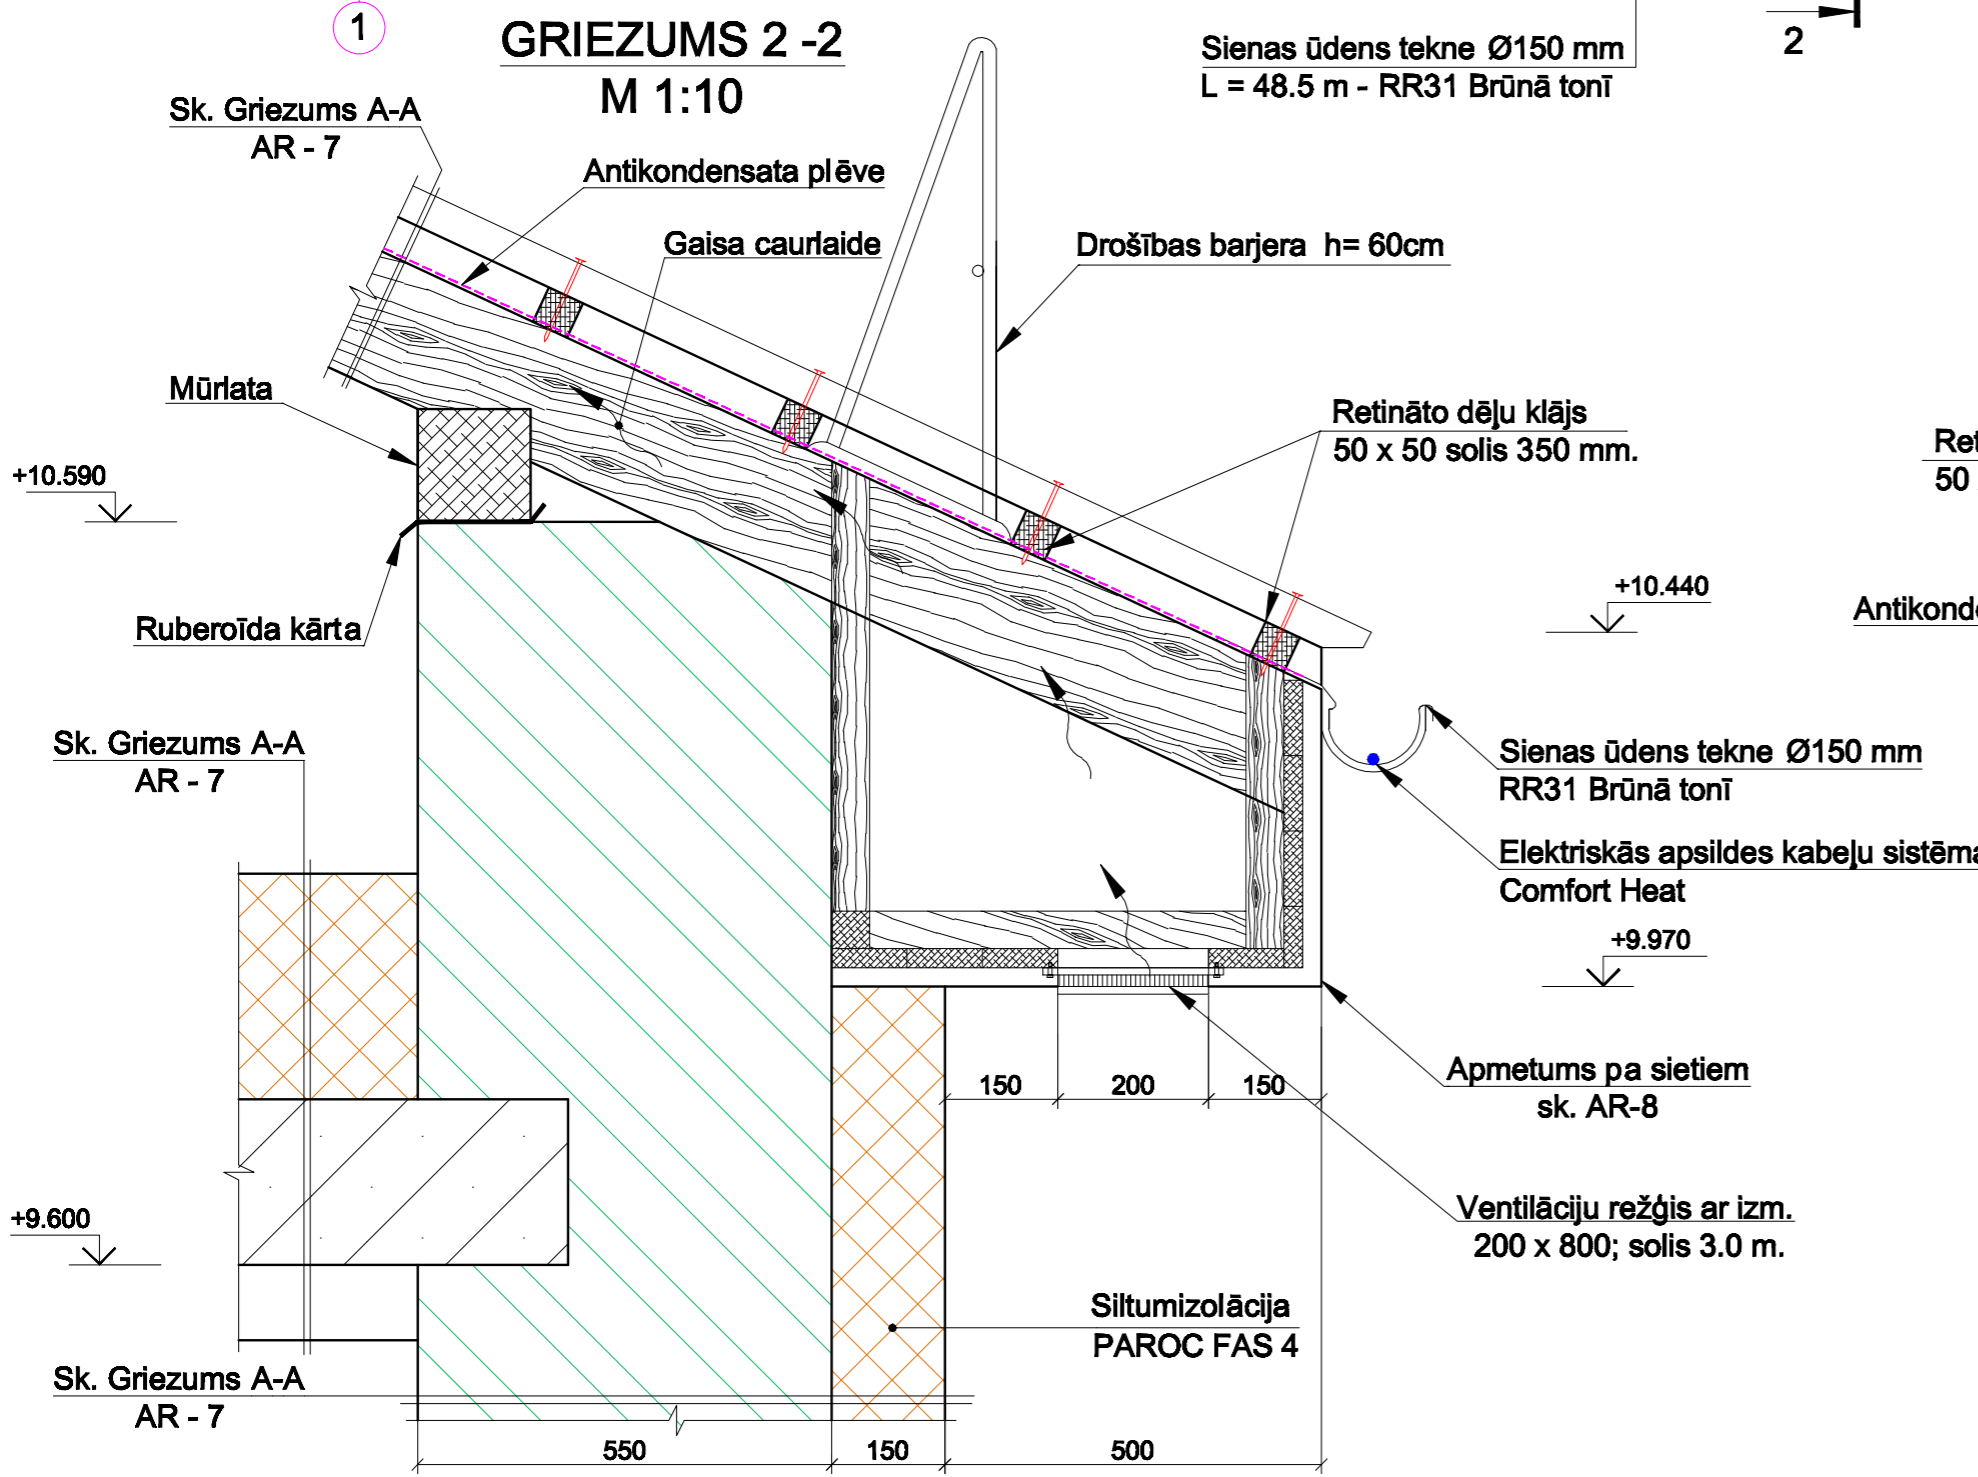 1
GRIEZUMS 2 -2
M 1:10
Sienas ūdens tekne Ø150 mm
L = 48.5 m - RR31 Brūnā tonī
2
Sk. Griezums A-A
AR - 7
Antikondensata plēve
Gaisa caurlaide
Drošības barjera h= 60cm
Mūrlata
Retināto dēļu klājs
50 x 50 solis 350 mm.
Ret
50
+10.590
+10.440
Antikond
Ruberoīda kārta
Sk. Griezums A-A
AR - 7
Sienas ūdens tekne Ø150 mm
RR31 Brūnā tonī
Elektriskās apsildes kabeļu sistēma
Comfort Heat
+9.970
150 200 150
Apmetums pa sietiem
sk. AR-8
+9.600
Ventilāciju režģis ar izm.
200 x 800; solis 3.0 m.
Siltumizolācija
PAROC FAS 4
Sk. Griezums A-A
AR - 7
550 150 500